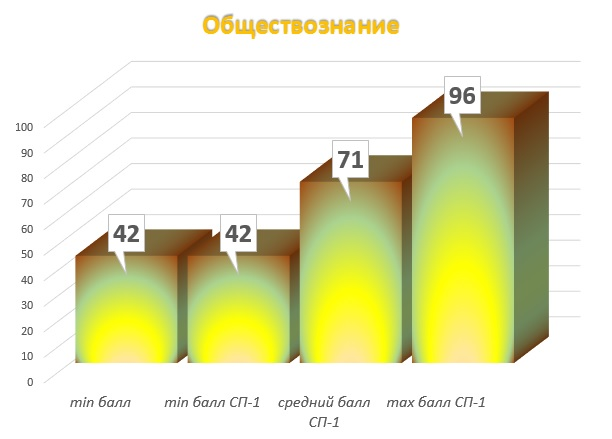 Обществознание
96
71
42
42
100
90
80
70
60
50
40
30
20
10
0
min балл
min балл СП-1
средний балл
СП-1
max балл СП-1